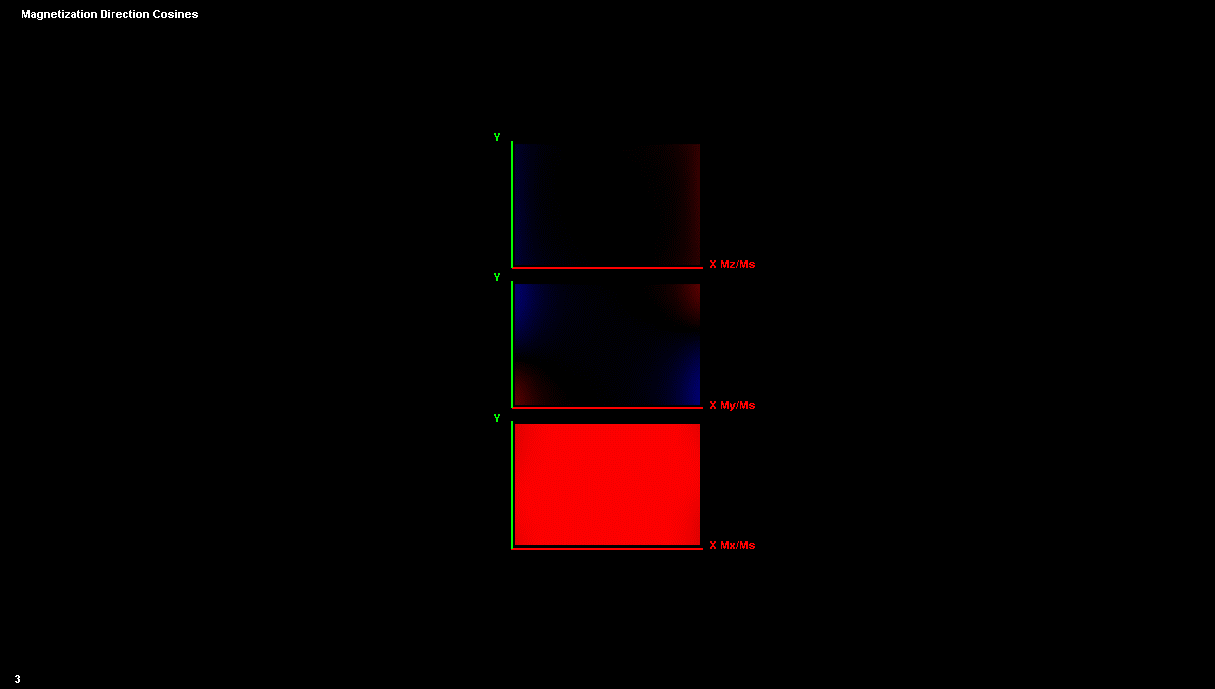 Magnetization Direction Cosines
Y
X Mz/Ms
Y
X My/Ms
Y
X Mx/Ms
3